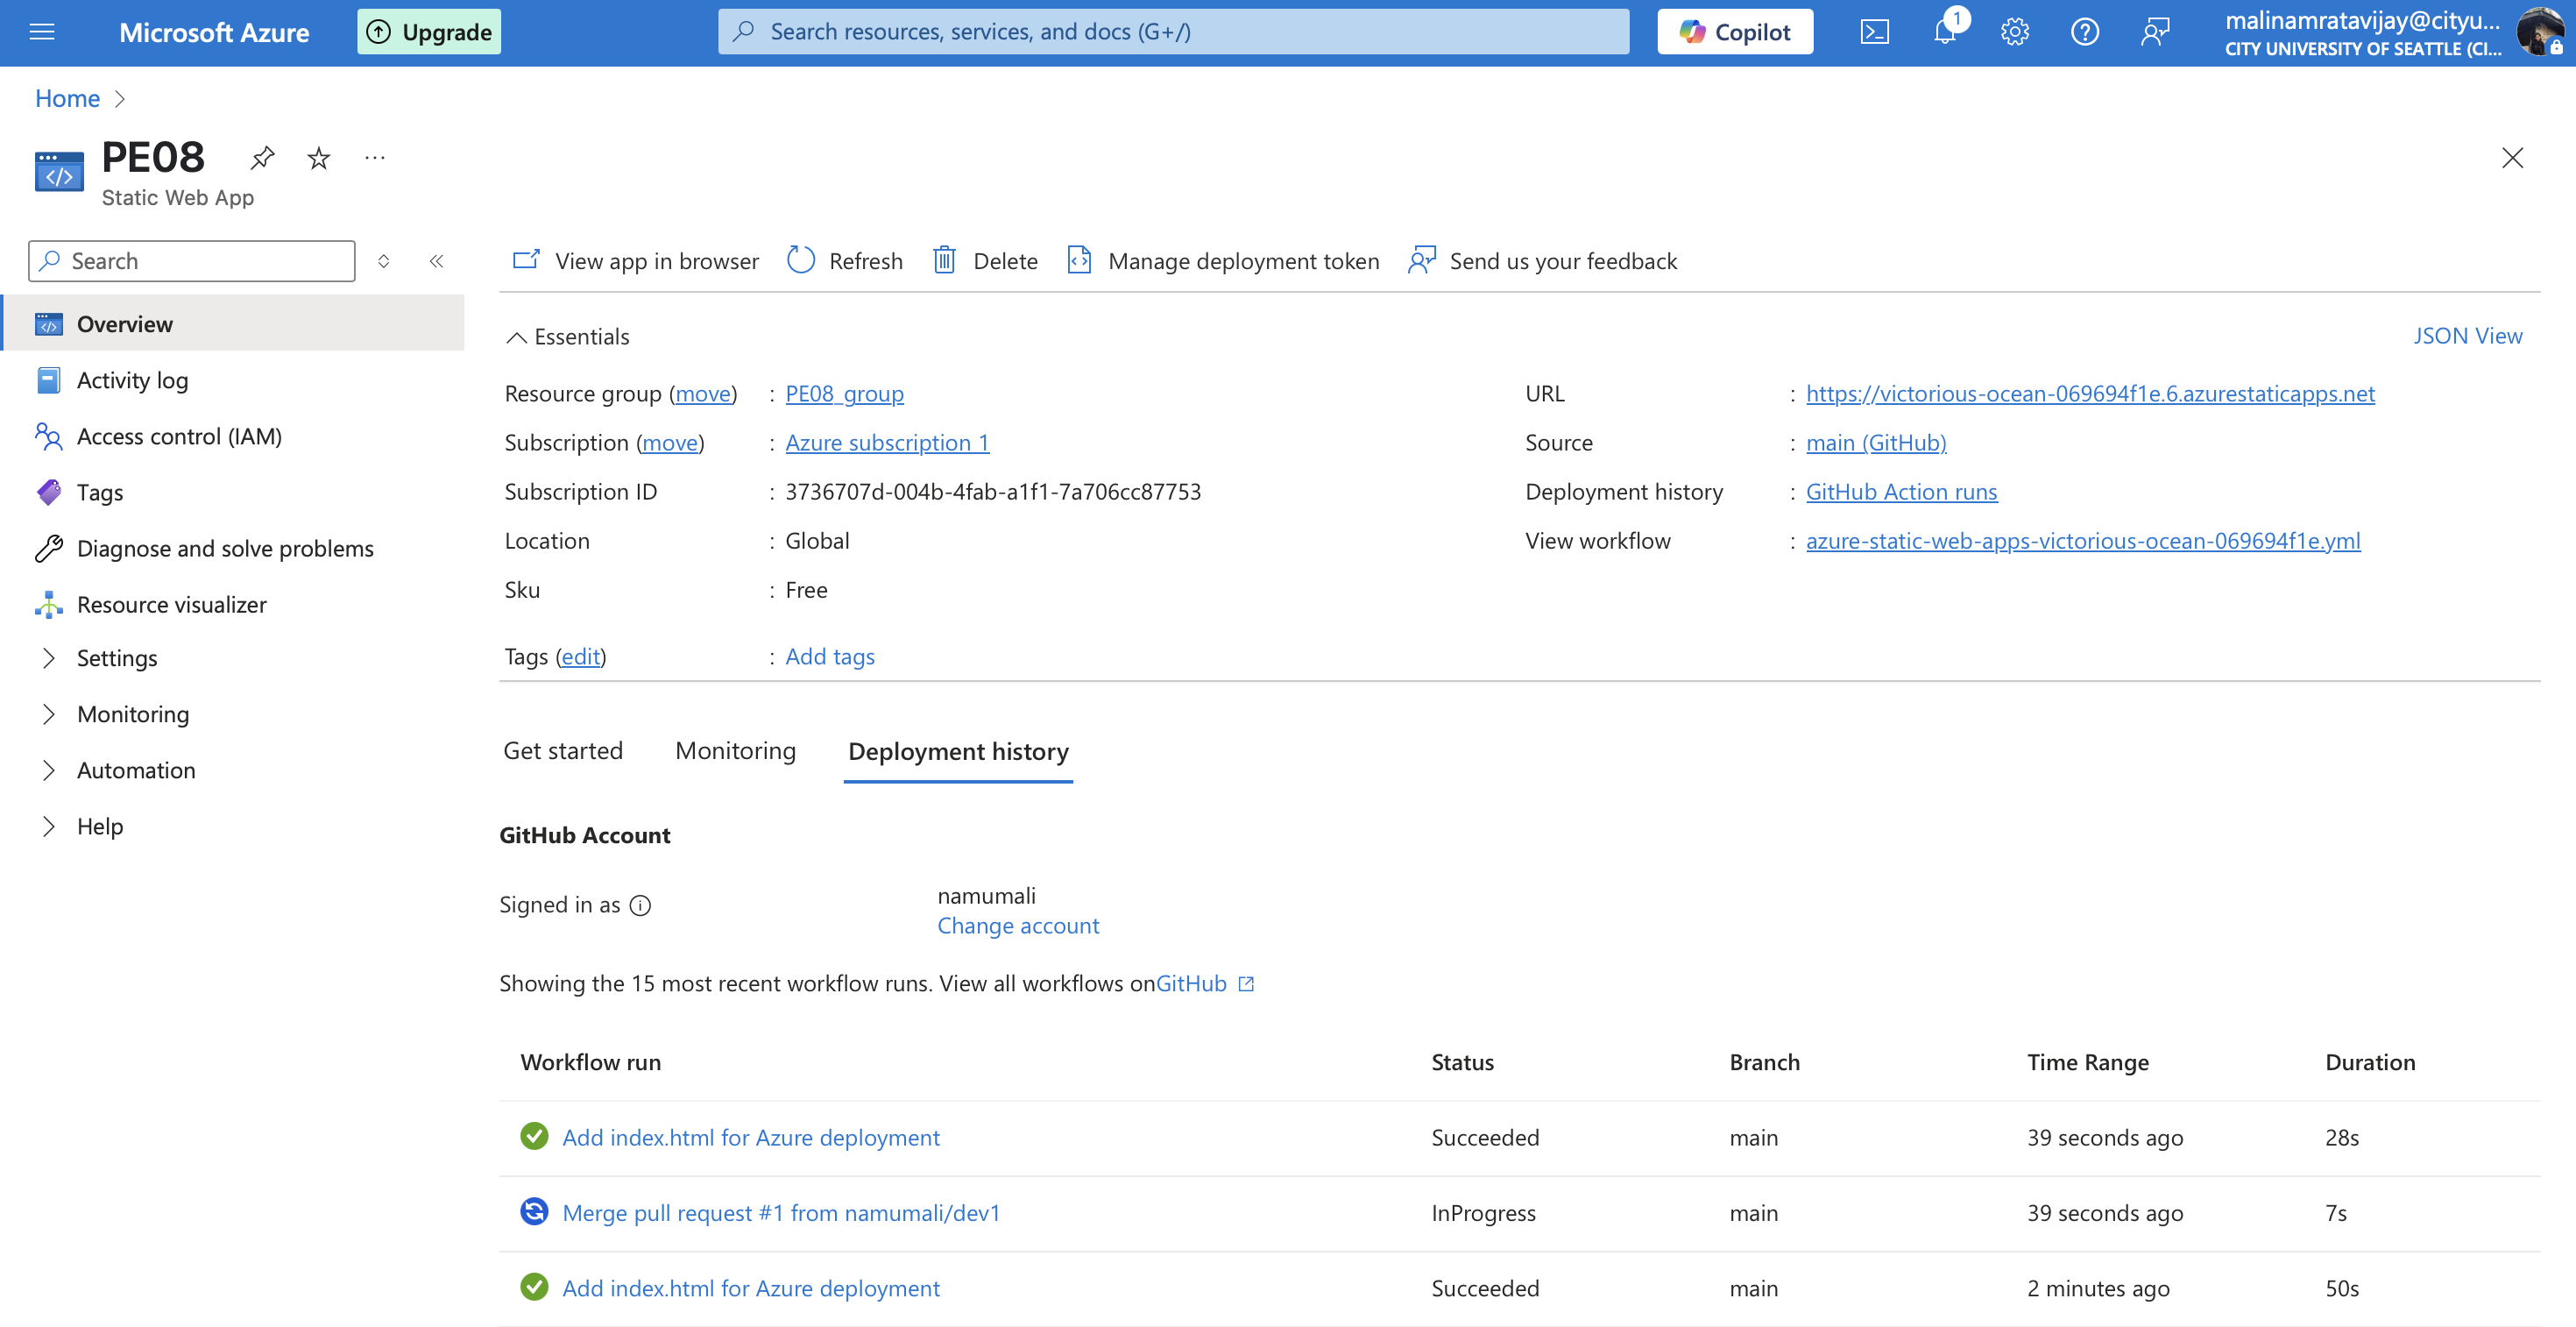 Microsoft Azure
Upgrade
Search resources, services, and docs (G+/)
Copilot
1
malinamratavijay@cityu...
CITY UNIVERSITY OF SEATTLE (CI...
Home
PE08
Static Web App
Search
Overview
Activity log
Access control (IAM)
Tags
Diagnose and solve problems
Resource visualizer
Settings
Monitoring
Automation
Help
View app in browser
Refresh
Delete
Manage deployment token
Send us your feedback
Essentials
JSON View
Resource group (move) : PE08_group
Subscription (move) : Azure subscription 1
Subscription ID : 3736707d-004b-4fab-a1f1-7a706cc87753
Location : Global
Sku : Free
Tags (edit) : Add tags
URL : https://victorious-ocean-069694f1e.6.azurestaticapps.net
Source : main (GitHub)
Deployment history : GitHub Action runs
View workflow : azure-static-web-apps-victorious-ocean-069694f1e.yml
Get started Monitoring Deployment history
GitHub Account
Signed in as namumali
Change account
Showing the 15 most recent workflow runs. View all workflows onGitHub
Workflow run Status Branch Time Range Duration
Add index.html for Azure deployment Succeeded main 39 seconds ago 28s
Merge pull request #1 from namumali/dev1 InProgress main 39 seconds ago 7s
Add index.html for Azure deployment Succeeded main 2 minutes ago 50s